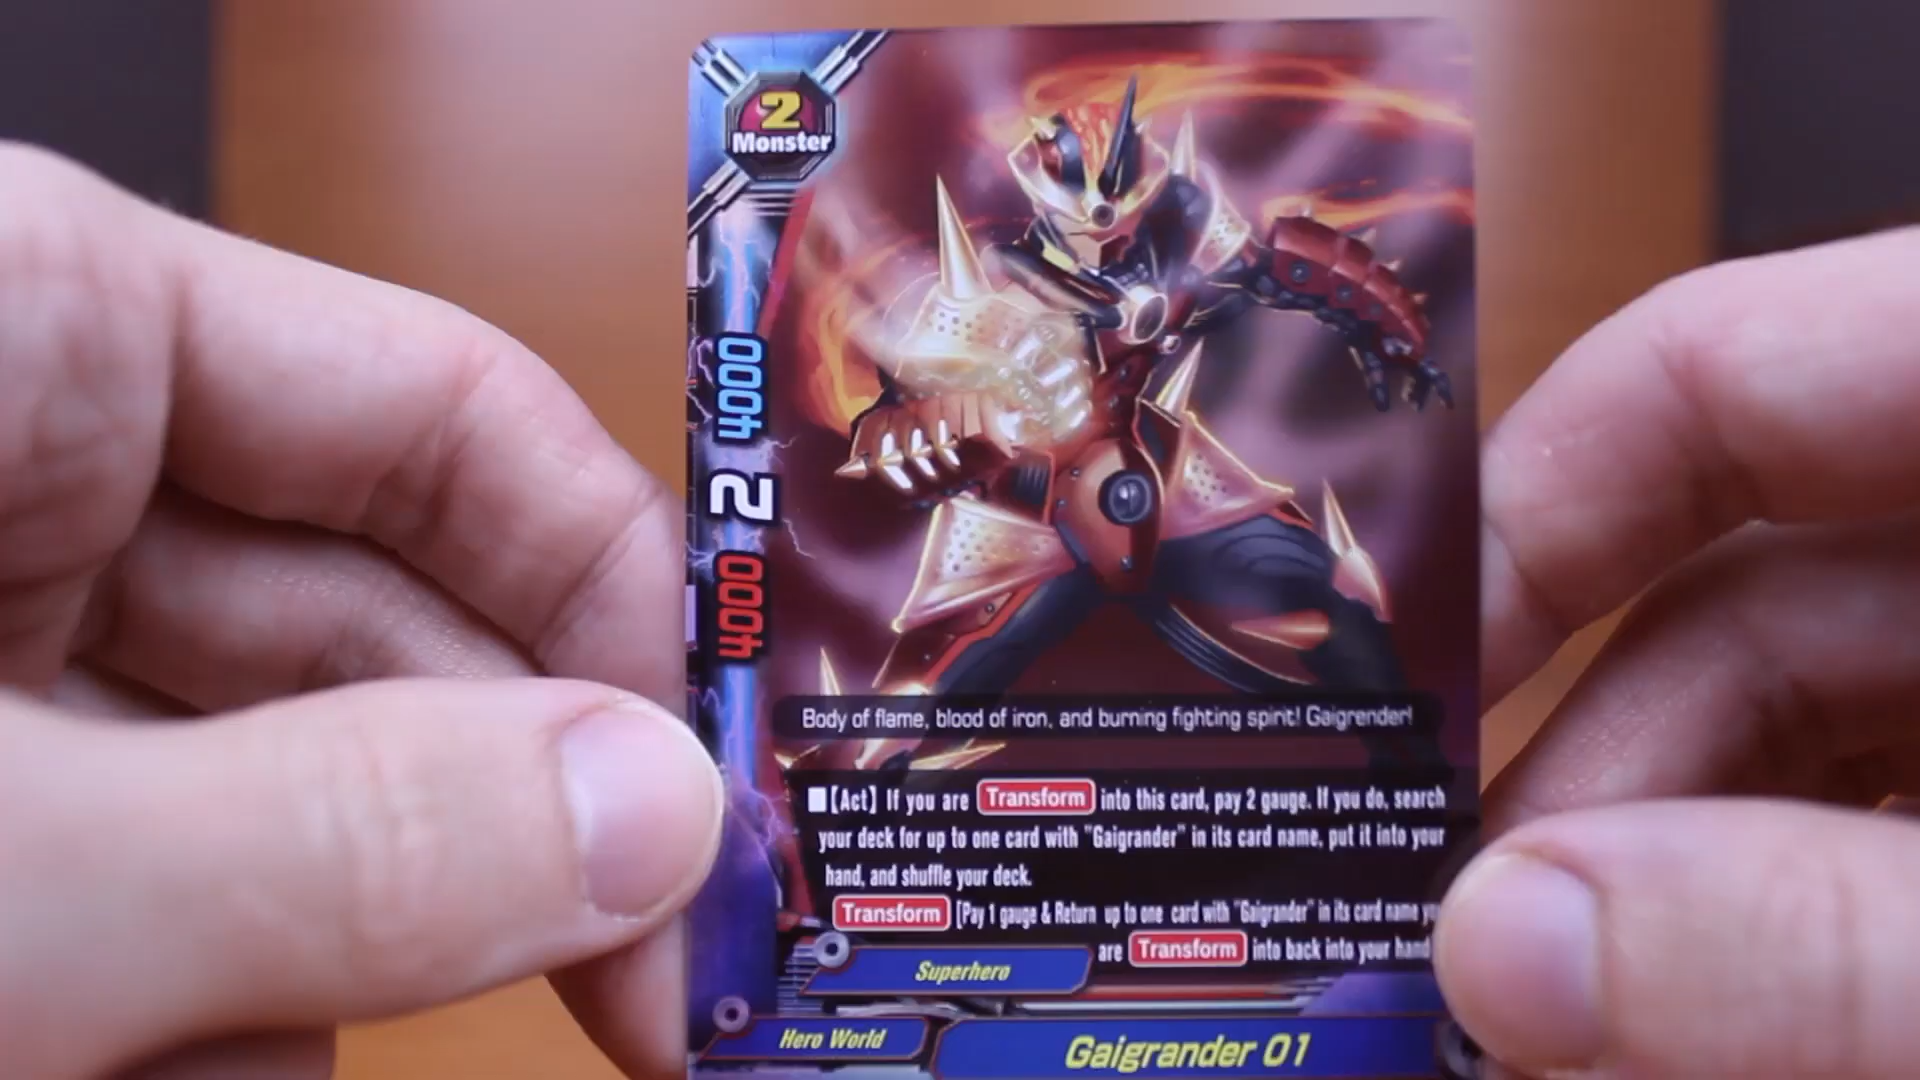 2
Monster
4000
2
4000
Body of flame, blood of iron, and burning fighting spirit! Gaigrender!
■【Act】 If you are Transform into this card, pay 2 gauge. If you do, search
your deck for up to one card with "Gaigrander" in its card name, put it into your
hand, and shuffle your deck.
Transform [Pay 1 gauge & Return up to one card with "Gaigrander" in its card name
are Transform into back into your hand
Superhero
Hero World
Gaigrander 01